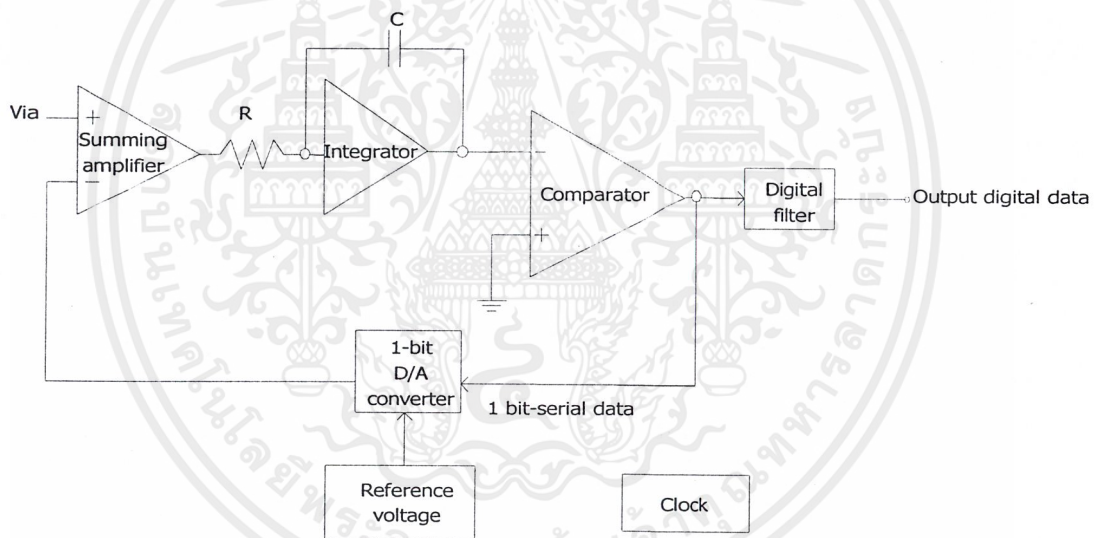 C
Via
+
Summing
amplifier
−
R
Integrator
−
Comparator
+
Digital
filter
Output digital data
1-bit
D/A
converter
1 bit-serial data
Reference
voltage
Clock